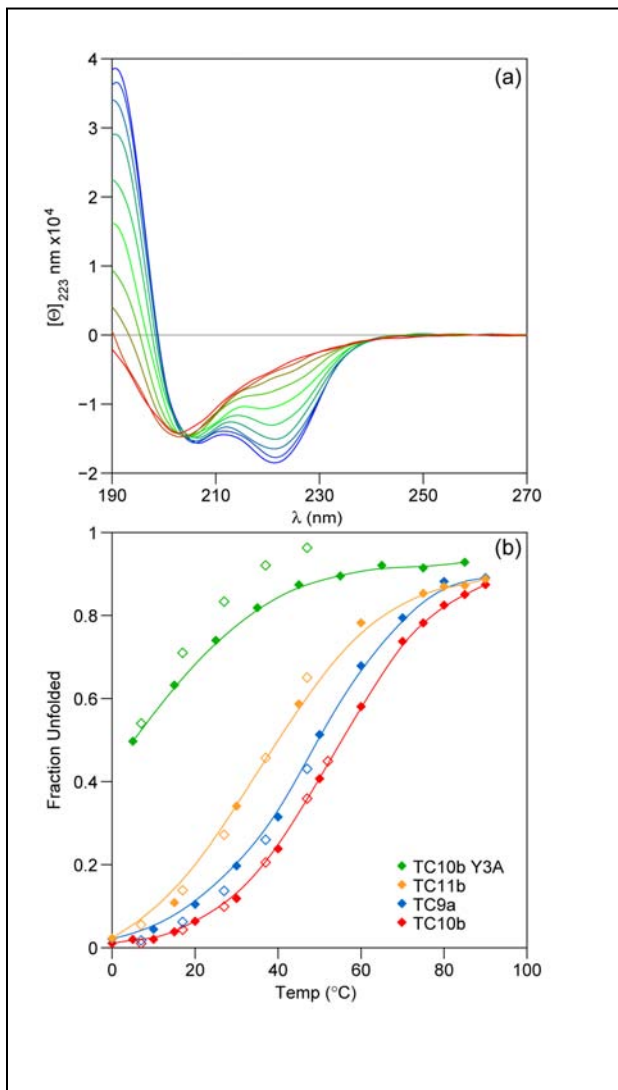 (a)
4
3
2
1
0
−1
−2
[Θ]₂₂₃ nm x10⁴
190 210 230 250 270
λ (nm)
(b)
1
0.8
0.6
0.4
0.2
0
Fraction Unfolded
TC10b Y3A
TC11b
TC9a
TC10b
0 20 40 60 80 100
Temp (°C)